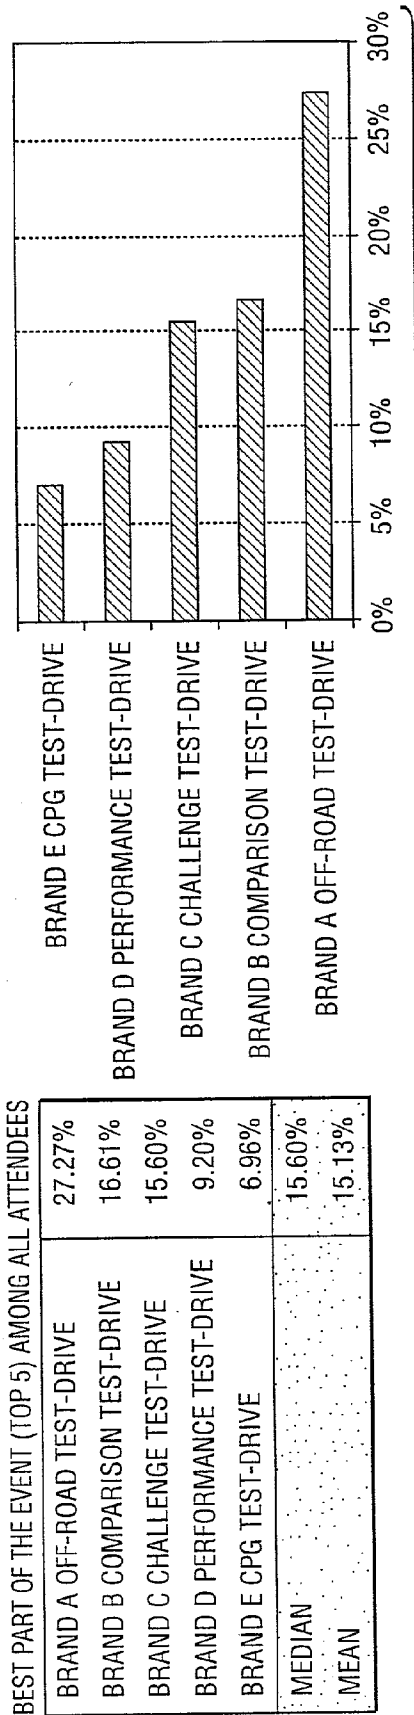 BEST PART OF THE EVENT (TOP 5) AMONG ALL ATTENDEES
BRAND A OFF-ROAD TEST-DRIVE 27.27%
BRAND B COMPARISON TEST-DRIVE 16.61%
BRAND C CHALLENGE TEST-DRIVE 15.60%
BRAND D PERFORMANCE TEST-DRIVE 9.20%
BRAND E CPG TEST-DRIVE 6.96%
MEDIAN 15.60%
MEAN 15.13%
BRAND E CPG TEST-DRIVE
BRAND D PERFORMANCE TEST-DRIVE
BRAND C CHALLENGE TEST-DRIVE
BRAND B COMPARISON TEST-DRIVE
BRAND A OFF-ROAD TEST-DRIVE
0% 5% 10% 15% 20% 25% 30%